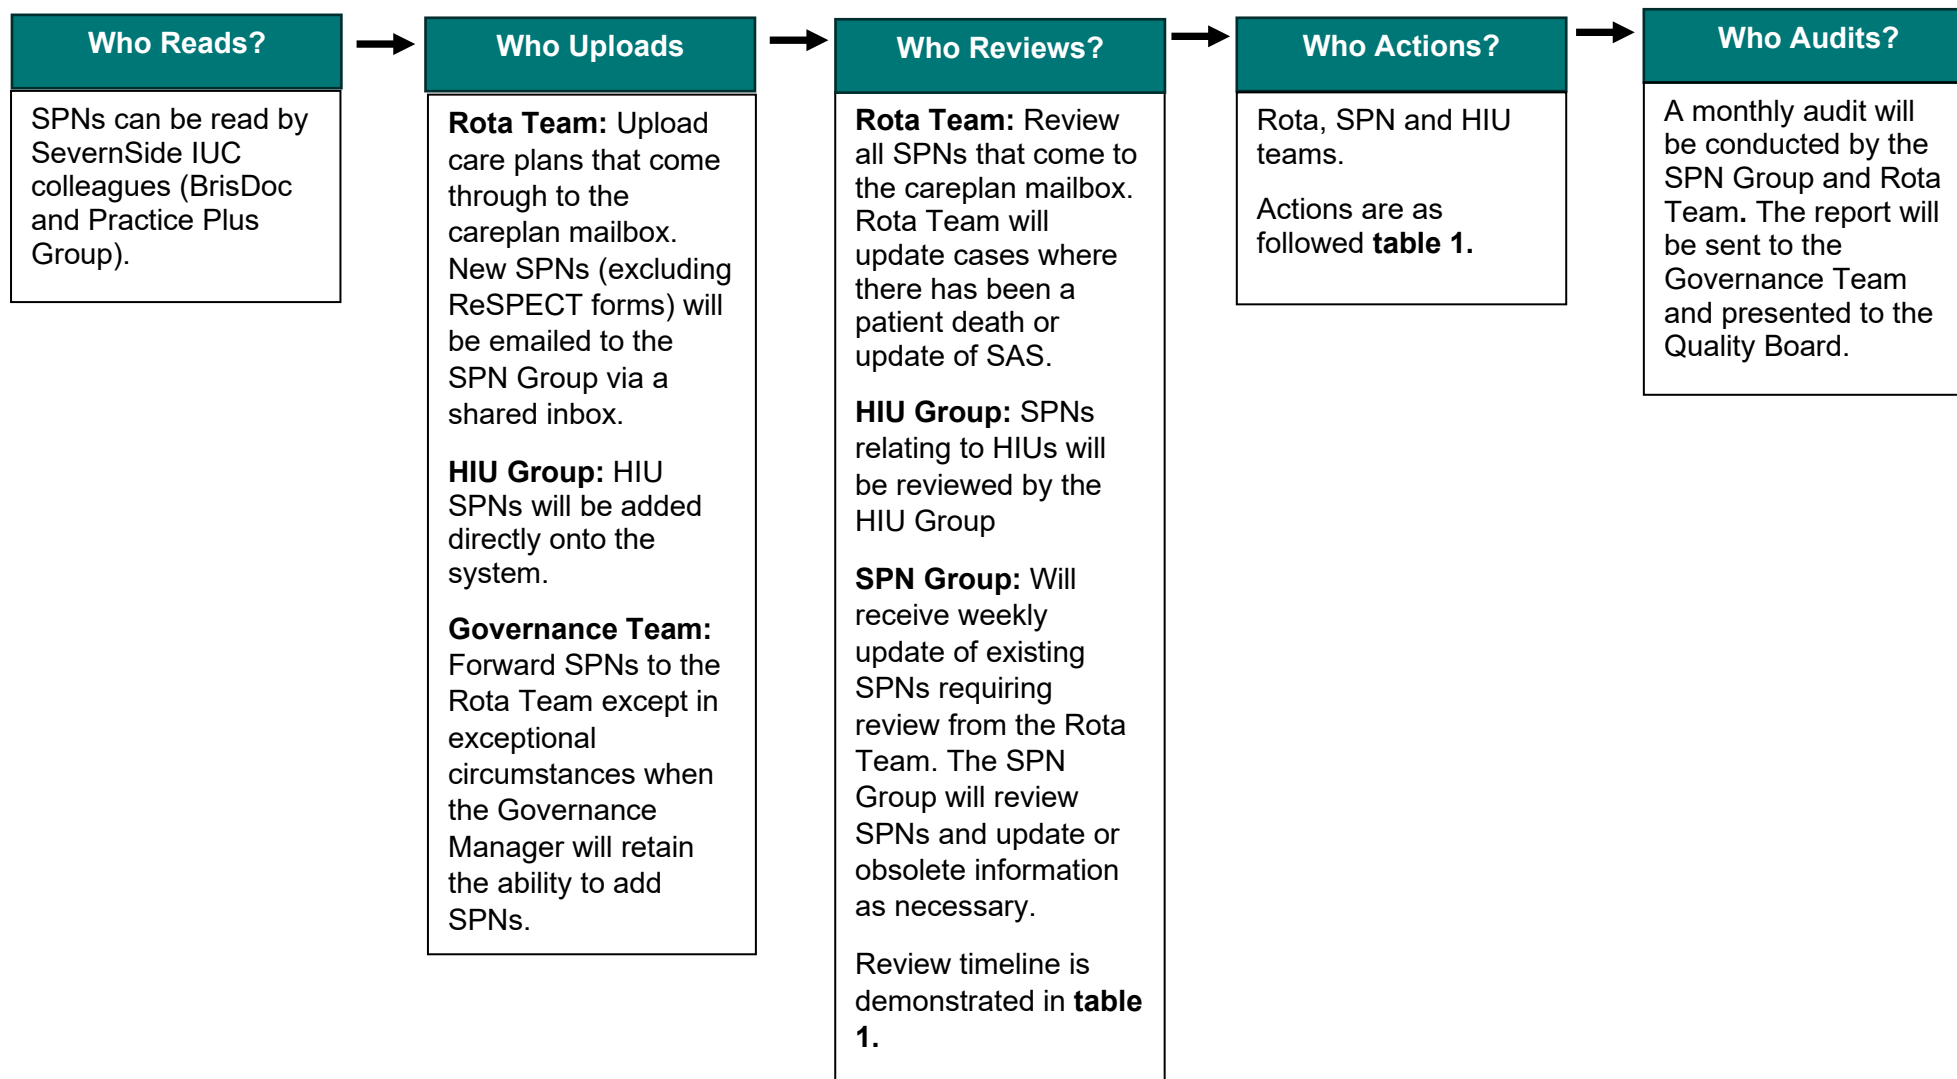 Who Reads?
SPNs can be read by
SevernSide IUC
colleagues (BrisDoc
and Practice Plus
Group).
Who Uploads
Rota Team: Upload
care plans that come
through to the
careplan mailbox.
New SPNs (excluding
ReSPECT forms) will
be emailed to the
SPN Group via a
shared inbox.
HIU Group: HIU
SPNs will be added
directly onto the
system.
Governance Team:
Forward SPNs to the
Rota Team except in
exceptional
circumstances when
the Governance
Manager will retain
the ability to add
SPNs.
Who Reviews?
Rota Team: Review
all SPNs that come to
the careplan mailbox.
Rota Team will
update cases where
there has been a
patient death or
update of SAS.
HIU Group: SPNs
relating to HIUs will
be reviewed by the
HIU Group
SPN Group: Will
receive weekly
update of existing
SPNs requiring
review from the Rota
Team. The SPN
Group will review
SPNs and update or
obsolete information
as necessary.
Review timeline is
demonstrated in table
1.
Who Actions?
Rota, SPN and HIU
teams.
Actions are as
followed table 1.
Who Audits?
A monthly audit will
be conducted by the
SPN Group and Rota
Team. The report will
be sent to the
Governance Team
and presented to the
Quality Board.